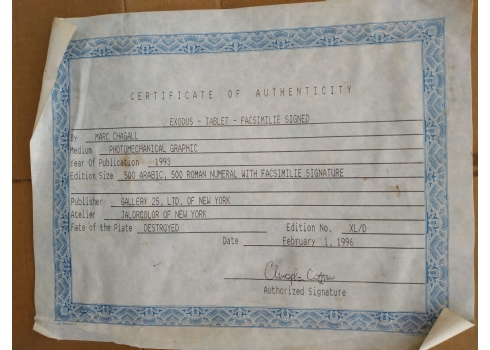 CERTIFICATE OF AUTHENTICITY
EXODUS - TABLET - FACSIMILIE SIGNED
By MARC CHAGALL
Medium PHOTOMECHANICAL GRAPHIC
Year Of Publication 1993
Edition Size 500 ARABIC, 500 ROMAN NUMERAL WITH FACSIMILIE SIGNATURE
Publisher GALLERY 25, LTD. OF NEW YORK
Atelier JALORCOLOR OF NEW YORK
Fate of the Plate DESTROYED Edition No. XL/D
Date February 1, 1996
Authorized Signature